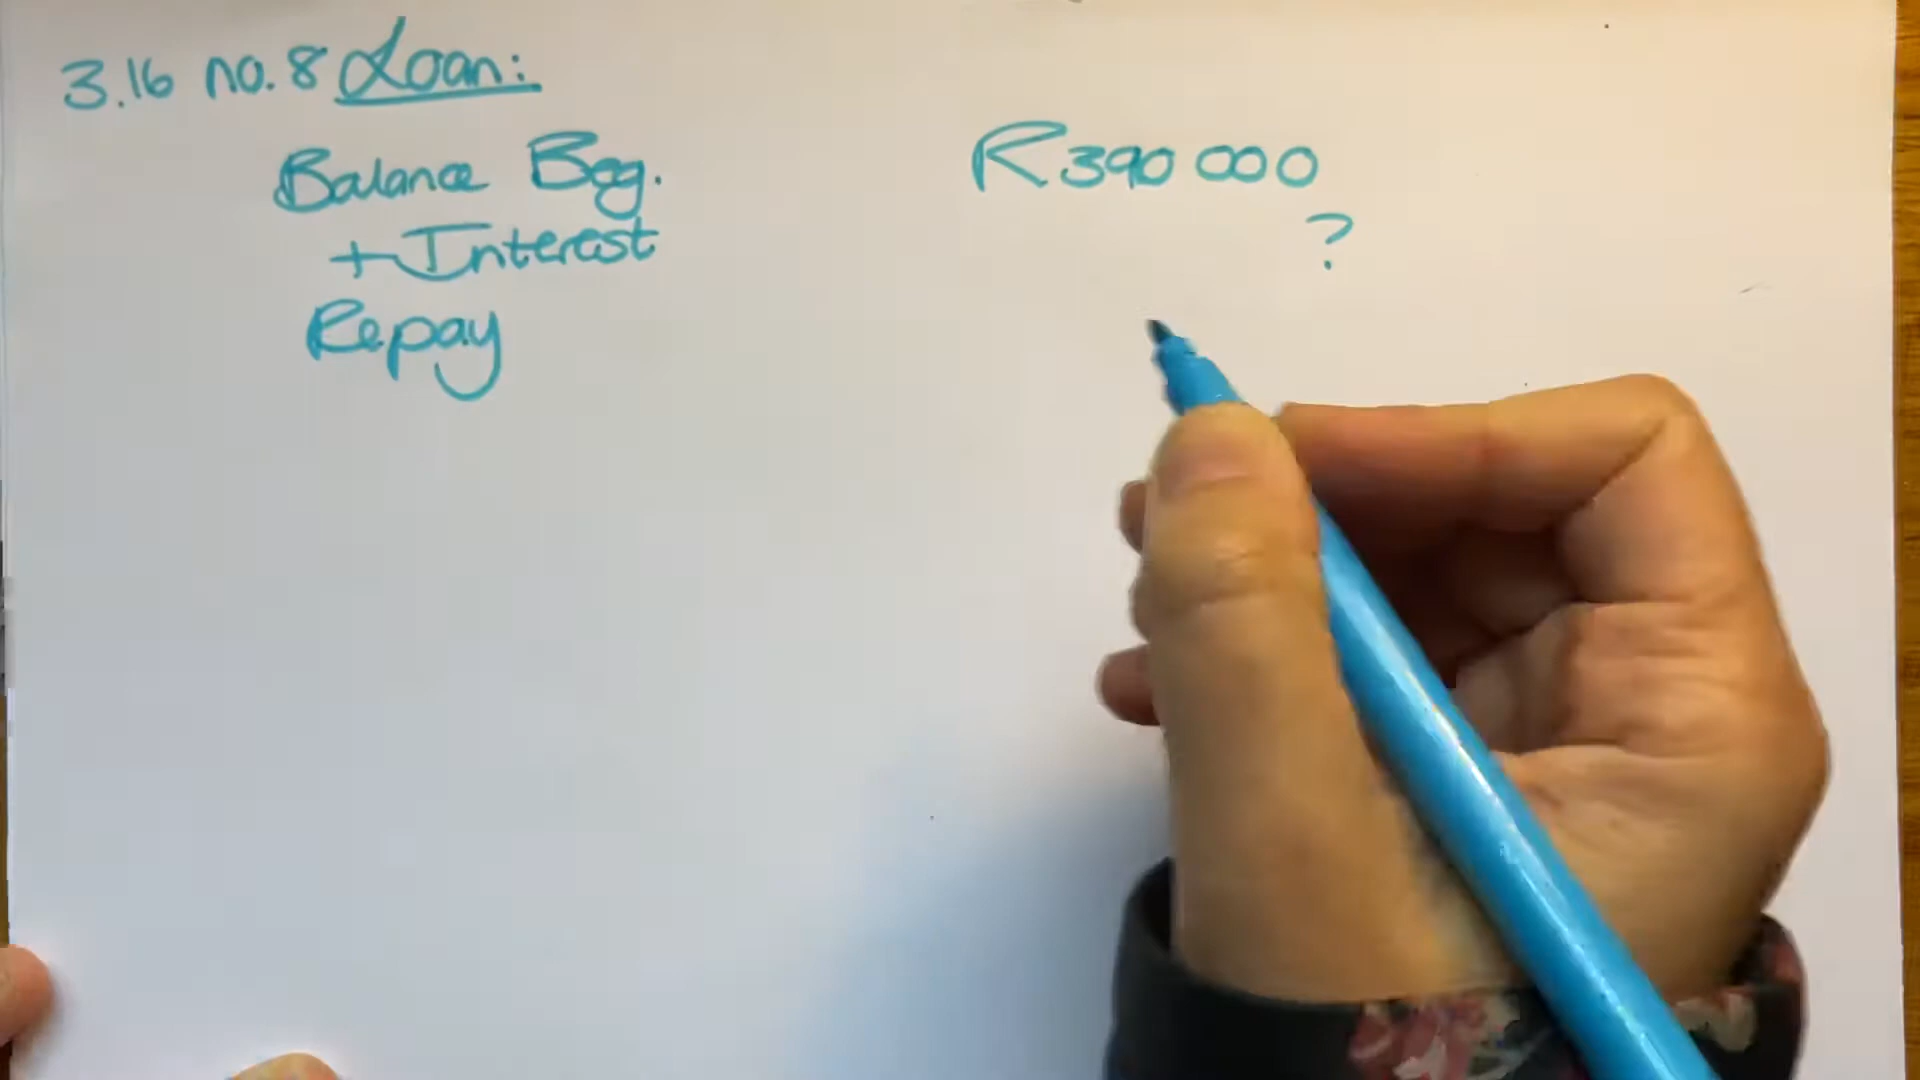 3.16 no. 8 Loan:
Balance Beg. R390 000
+ Interest ?
Repay